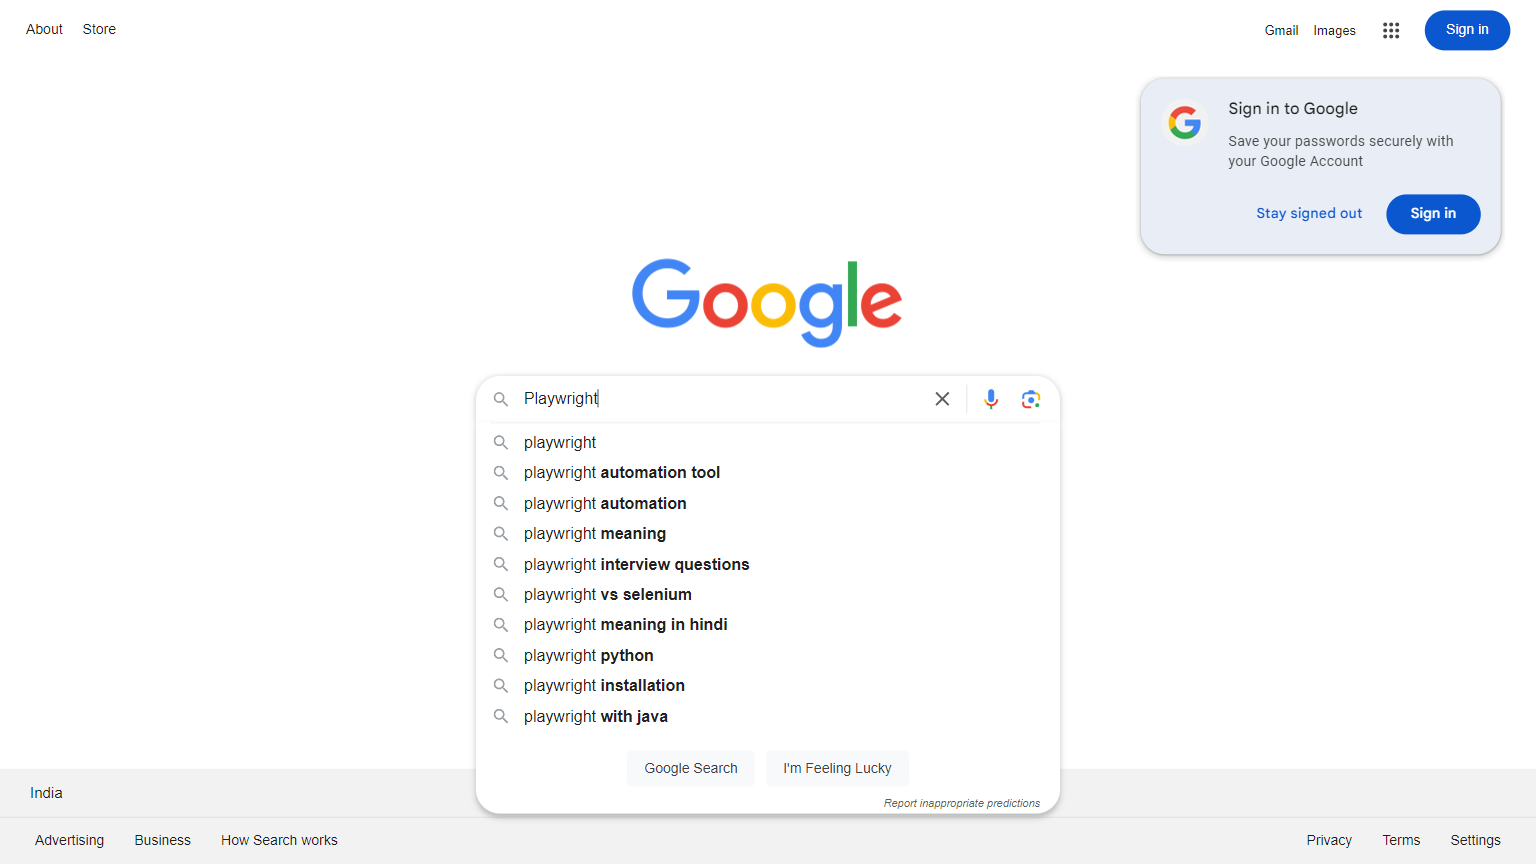 About Store
Gmail Images Sign in
Sign in to Google
Save your passwords securely with
your Google Account
Stay signed out Sign in
Google
Playwright
playwright
playwright automation tool
playwright automation
playwright meaning
playwright interview questions
playwright vs selenium
playwright meaning in hindi
playwright python
playwright installation
playwright with java
Google Search I'm Feeling Lucky
Report inappropriate predictions
India
Advertising Business How Search works
Privacy Terms Settings